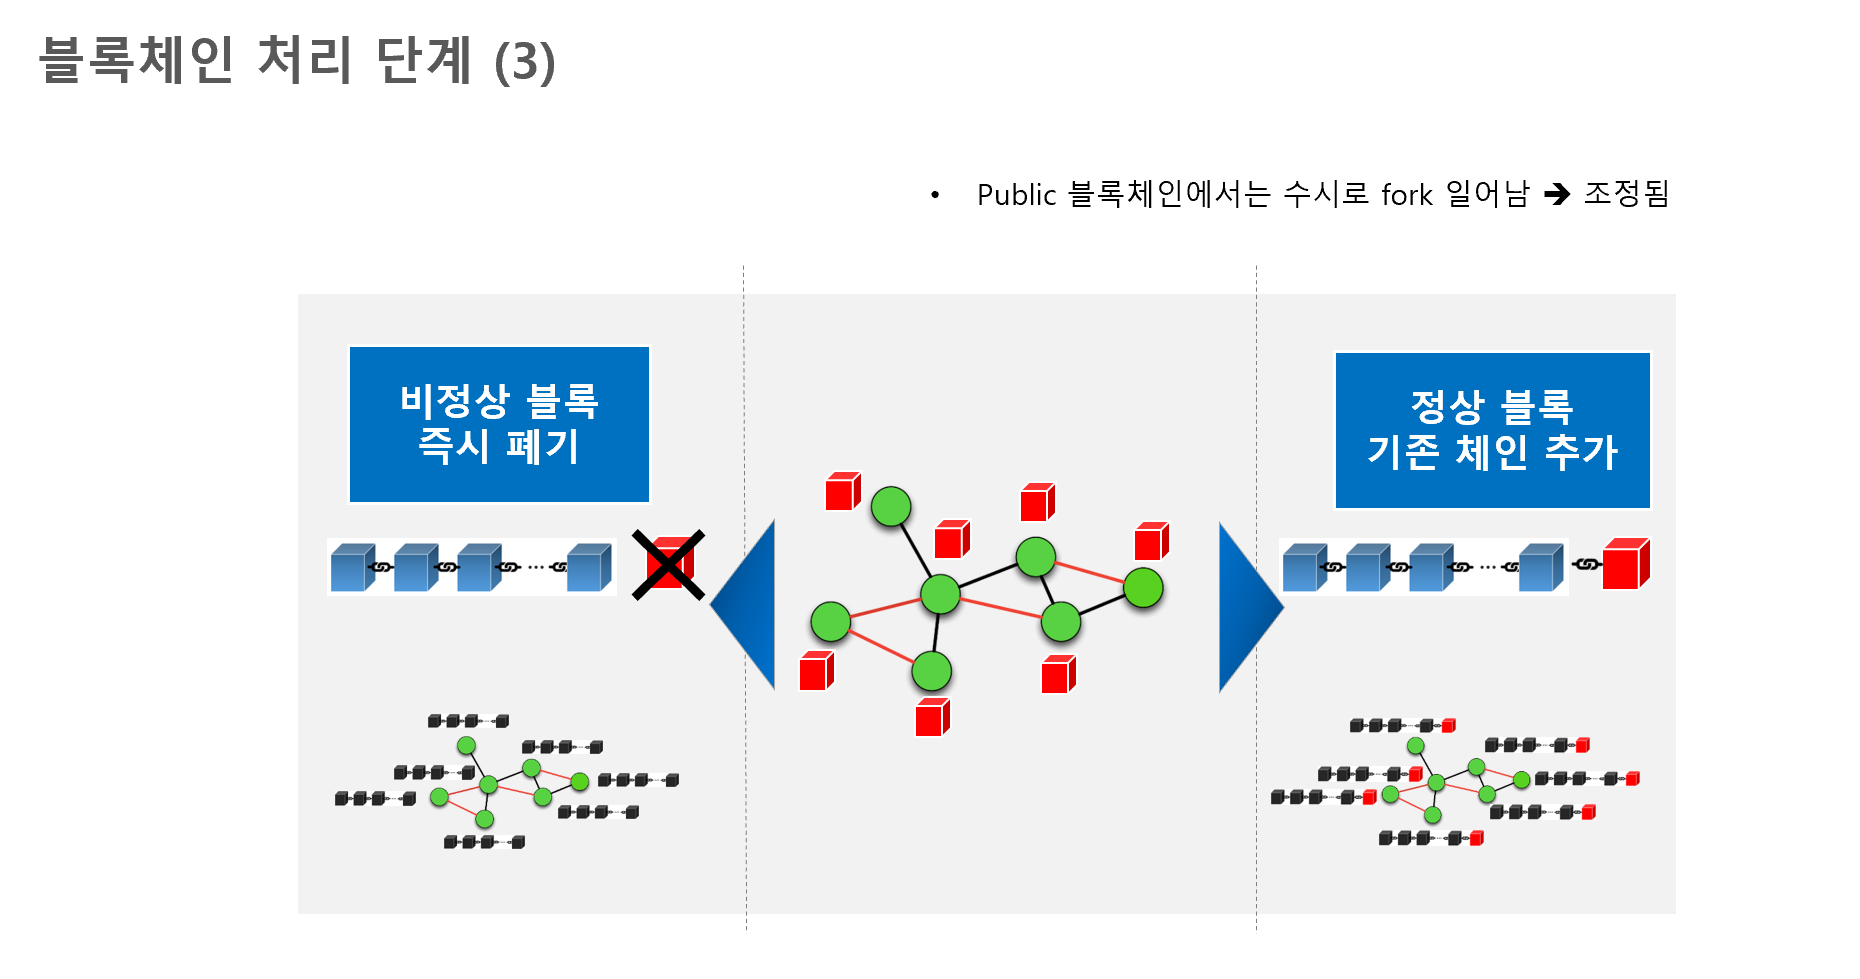 블록체인 처리 단계 (3)
• Public 블록체인에서는 수시로 fork 일어남 ➔ 조정됨
비정상 블록
즉시 폐기
정상 블록
기존 체인 추가